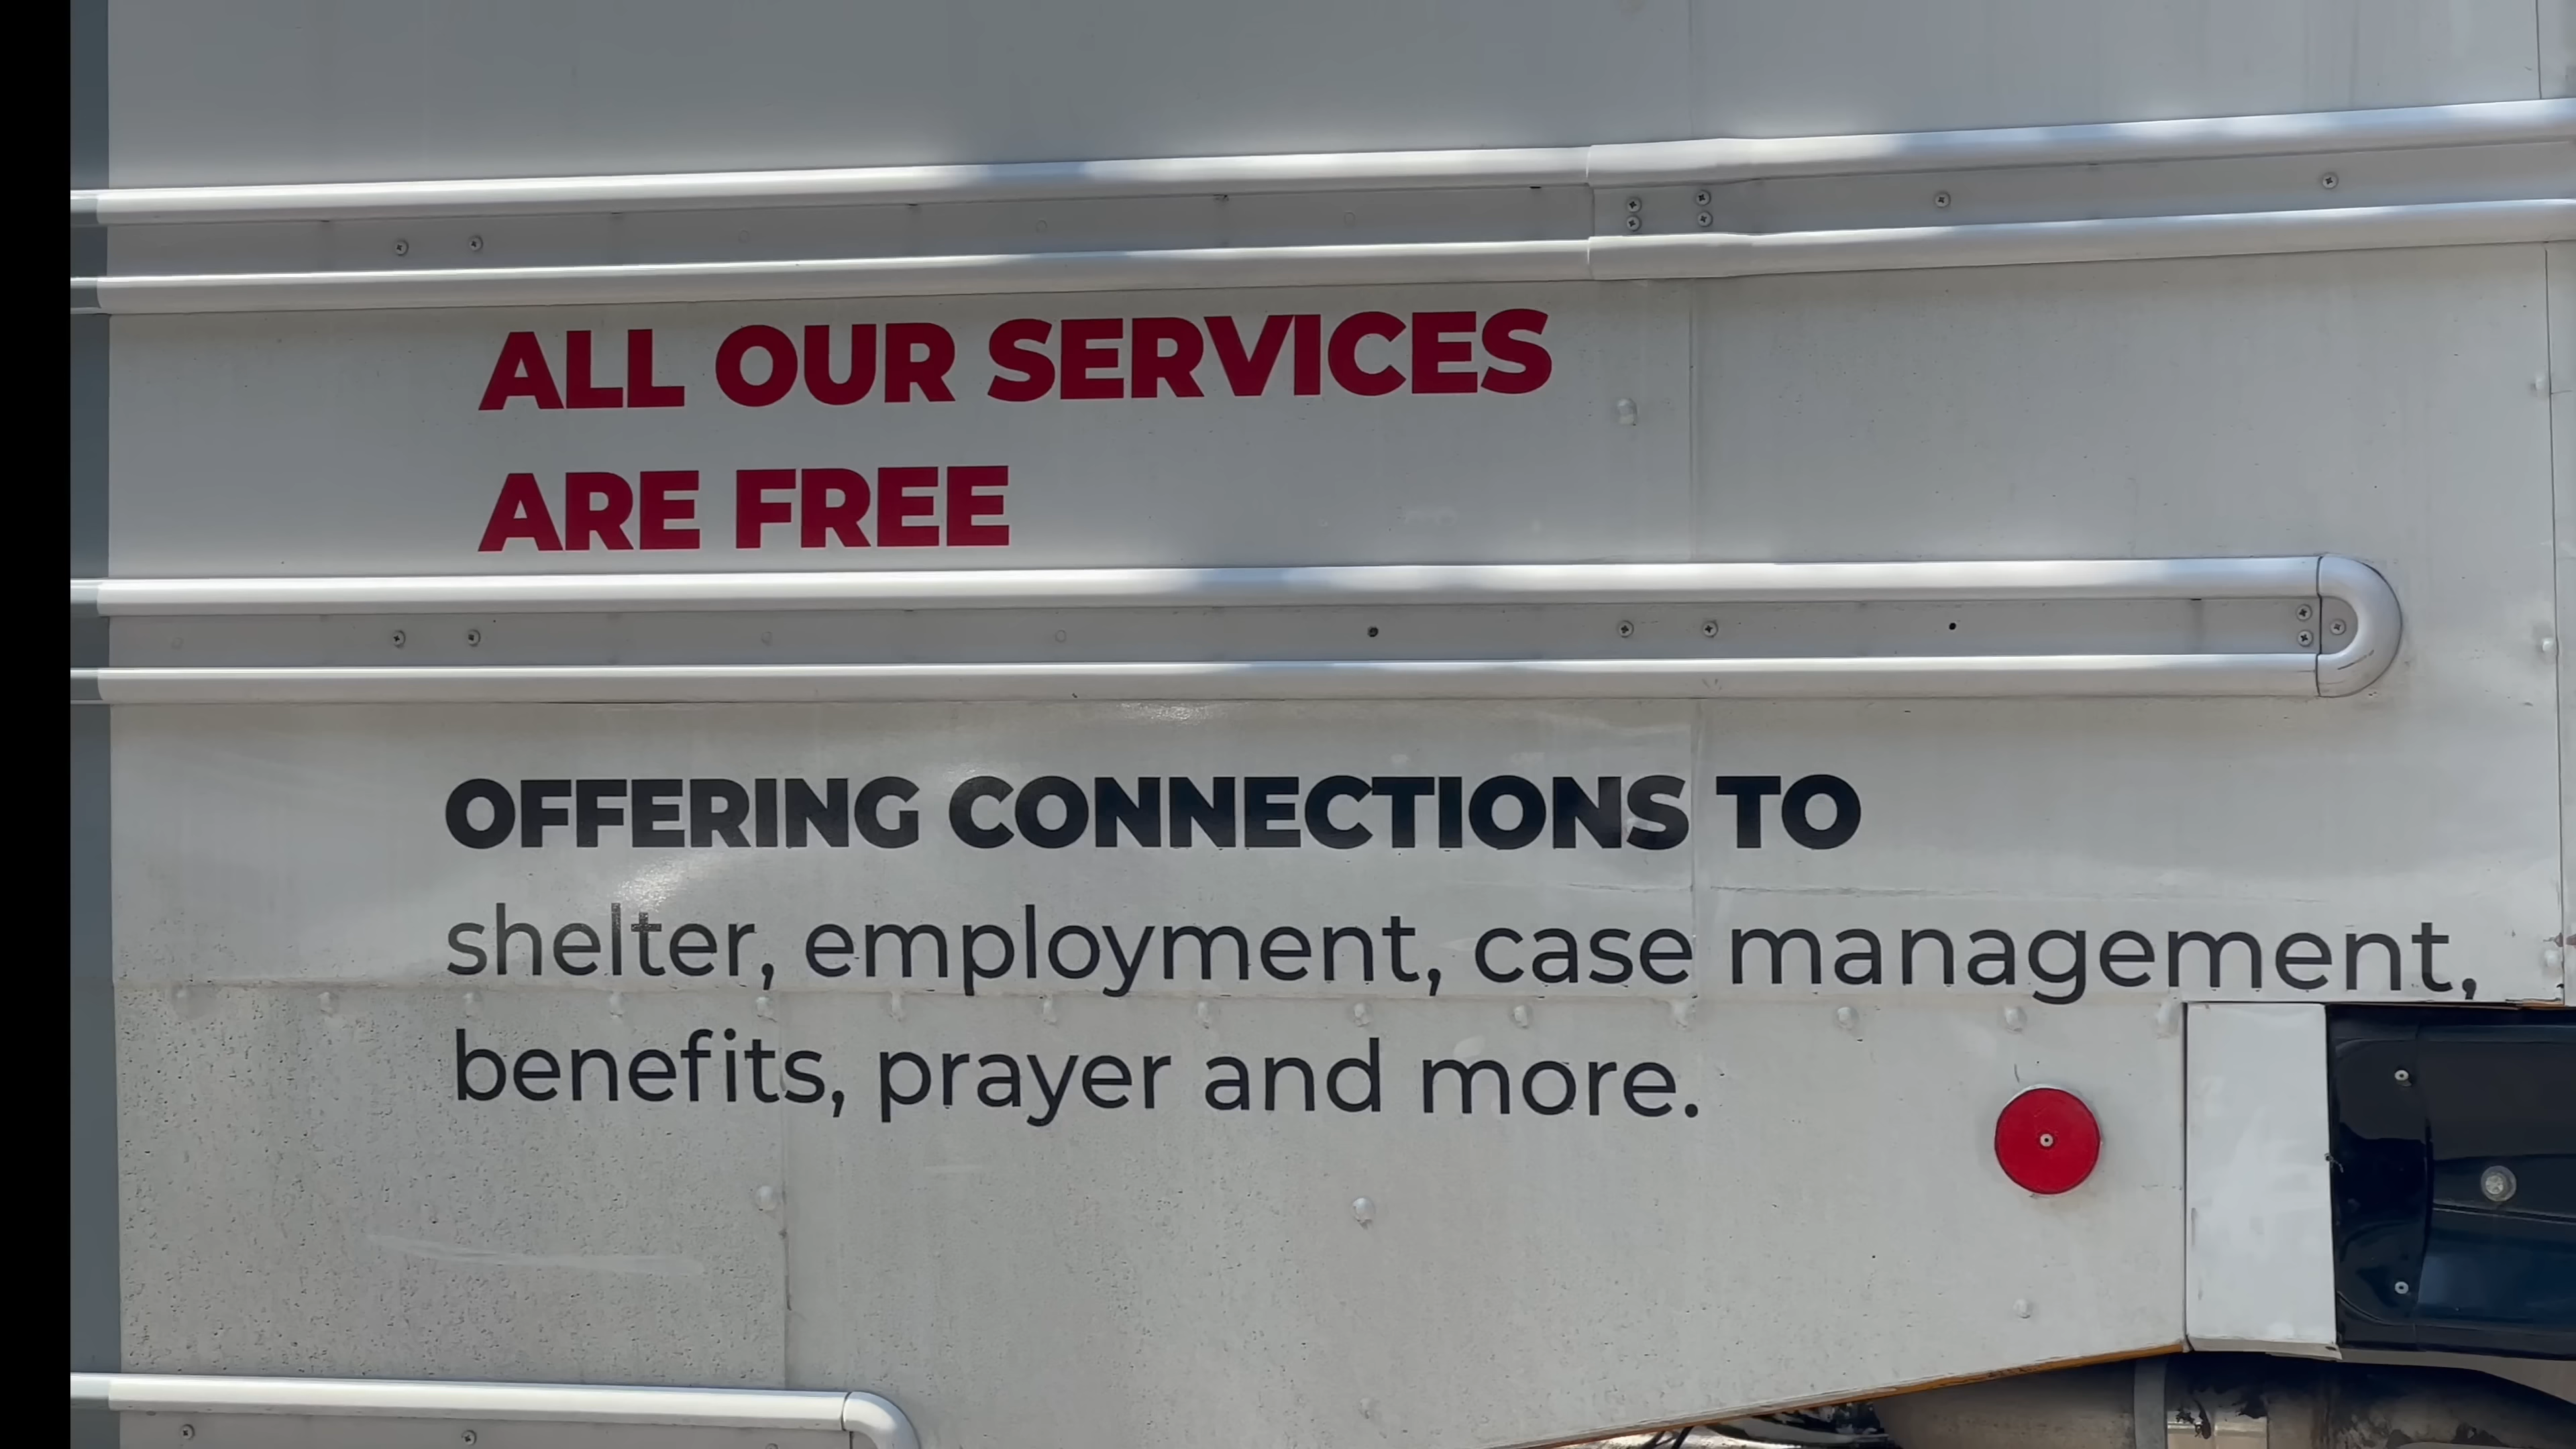 ALL OUR SERVICES
ARE FREE
OFFERING CONNECTIONS TO
shelter, employment, case management,
benefits, prayer and more.